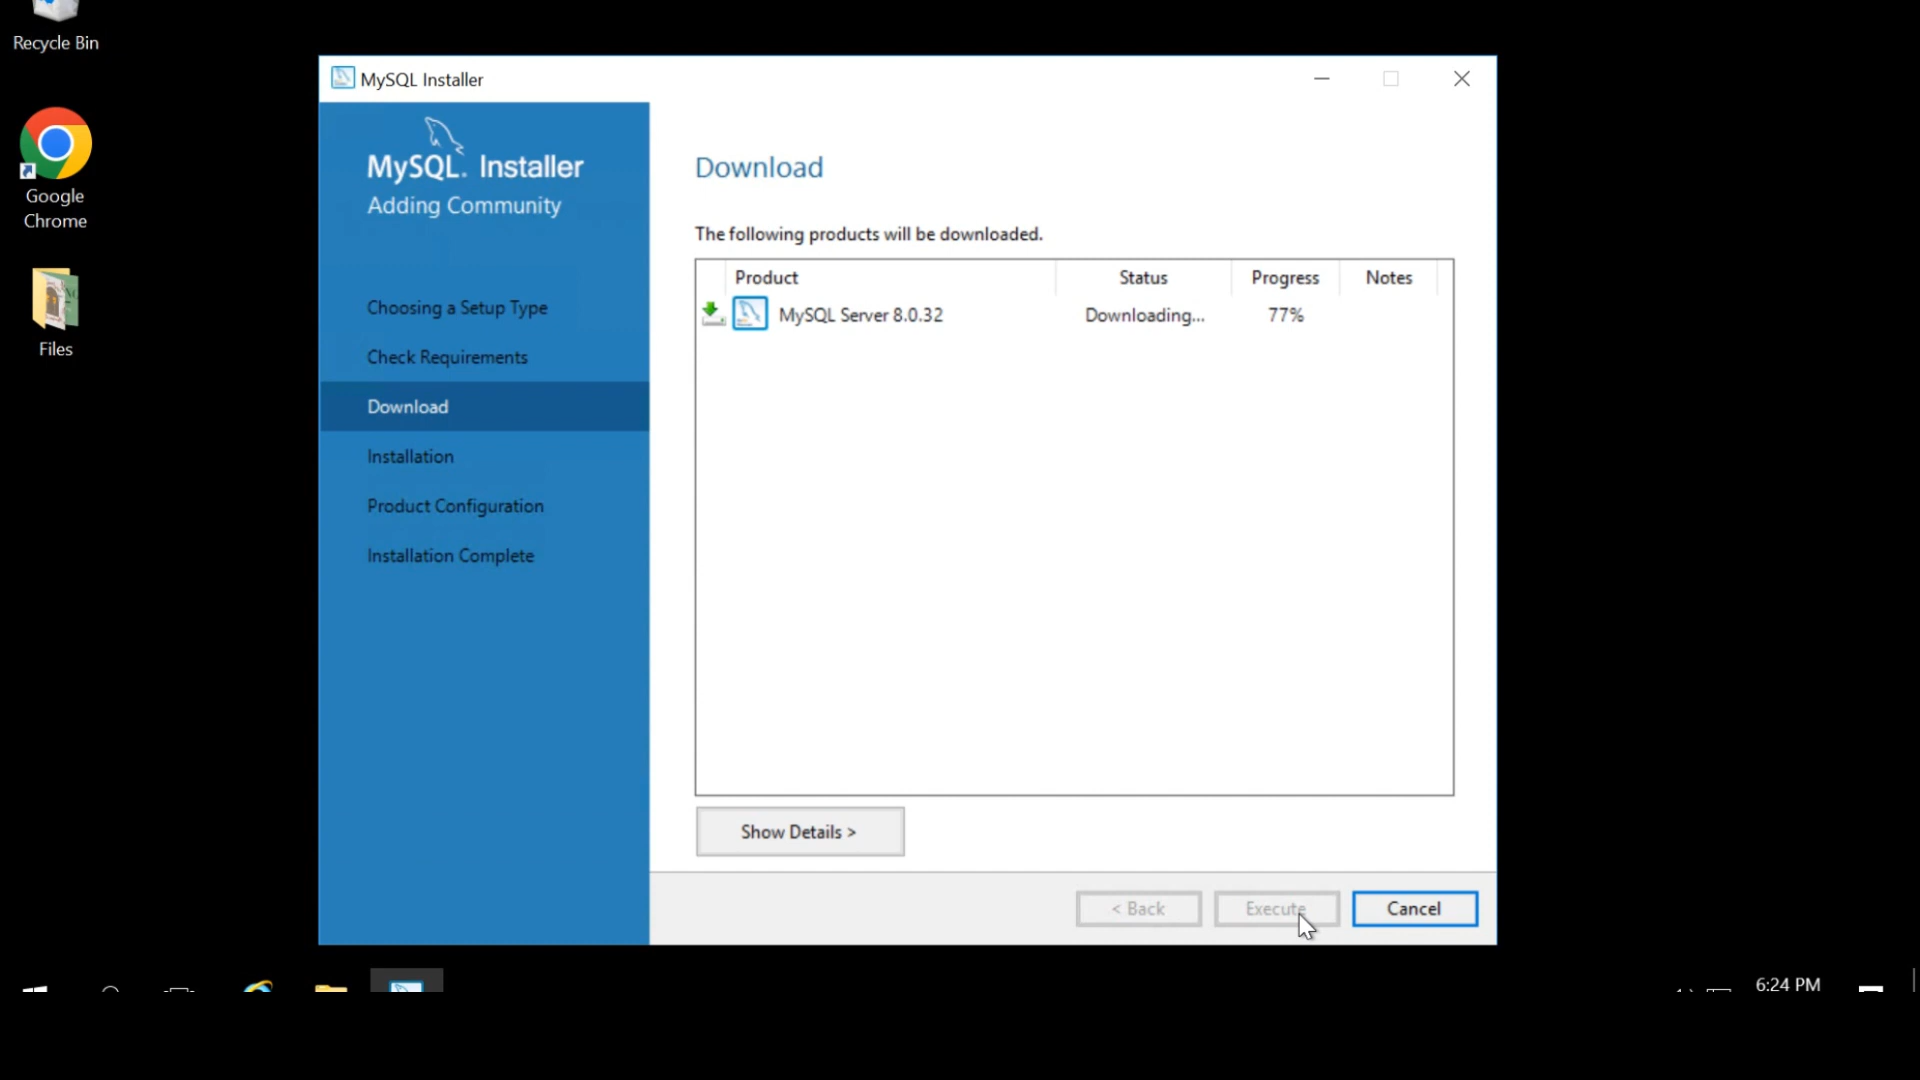 Recycle Bin
Google
Chrome
Files
MySQL Installer
MySQL. Installer
Adding Community
Choosing a Setup Type
Check Requirements
Download
Installation
Product Configuration
Installation Complete
Download
The following products will be downloaded.
Product Status Progress Notes
MySQL Server 8.0.32 Downloading... 77%
Show Details >
< Back Execute Cancel
6:24 PM